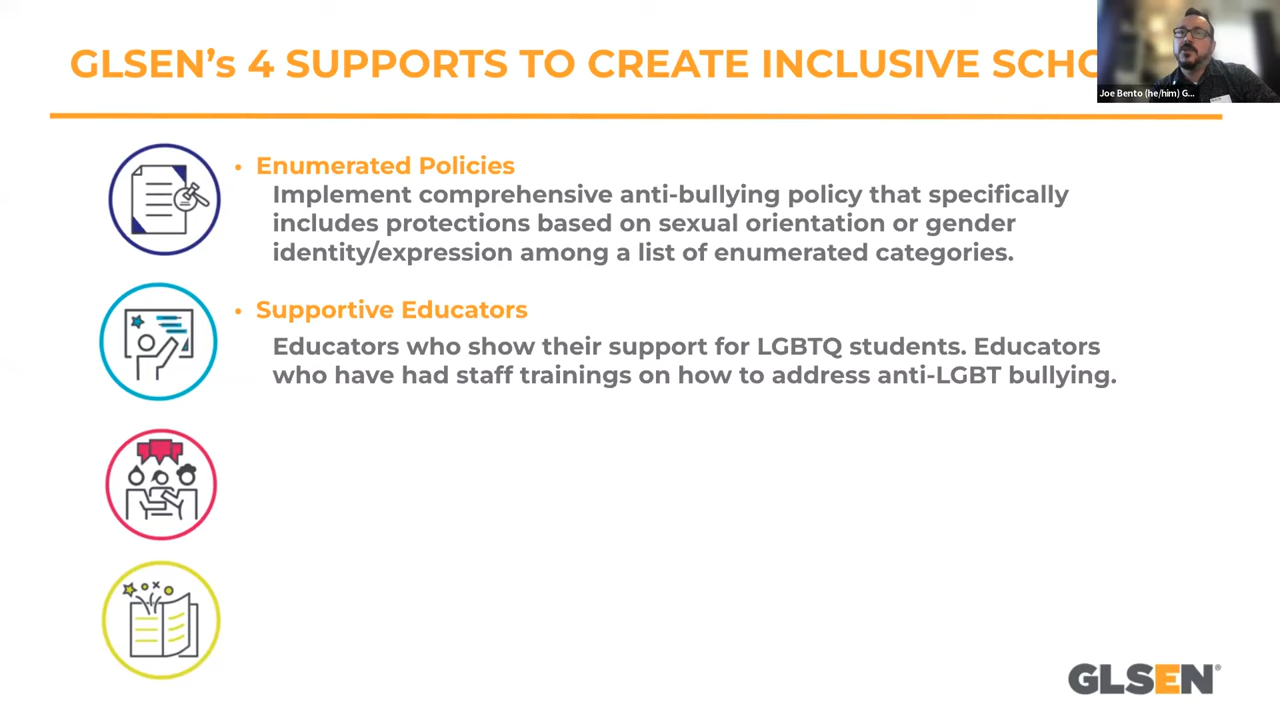 GLSEN's 4 SUPPORTS TO CREATE INCLUSIVE
Joe Bento (he/him) G...
• Enumerated Policies
Implement comprehensive anti-bullying policy that specifically
includes protections based on sexual orientation or gender
identity/expression among a list of enumerated categories.
• Supportive Educators
Educators who show their support for LGBTQ students. Educators
who have had staff trainings on how to address anti-LGBT bullying.
GLSEN®